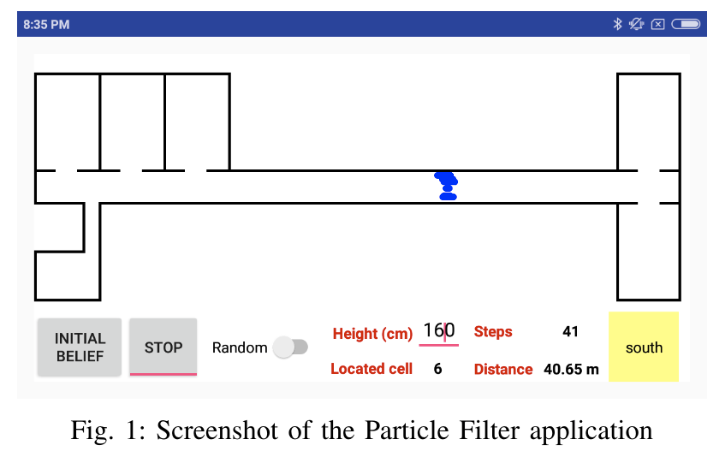 8:35 PM
INITIAL BELIEF
STOP
Random
Height (cm) 160 Steps 41
Located cell 6 Distance 40.65 m
south
Fig. 1: Screenshot of the Particle Filter application